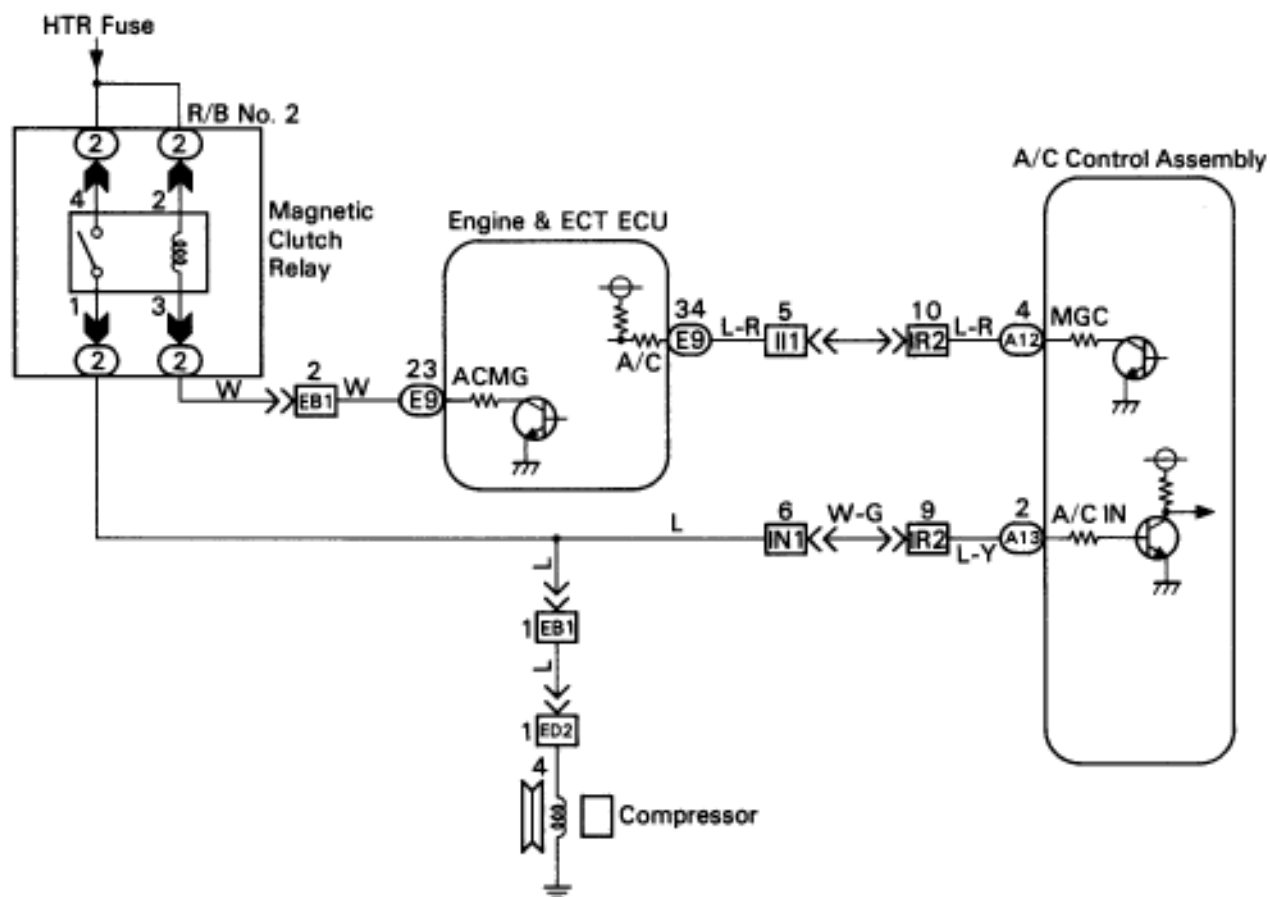 HTR Fuse
R/B No. 2
2 2
4 2
Magnetic
Clutch
Relay
1 3
2 2
W
2
EB1
W
23
E9
Engine & ECT ECU
ACMG
A/C
34
E9
L-R
5
II1
10
IR2
L-R
4
A12
A/C Control Assembly
MGC
L
6
IN1
W-G
9
IR2
L-Y
2
A13
A/C IN
L
1 EB1
L
1 ED2
4
Compressor